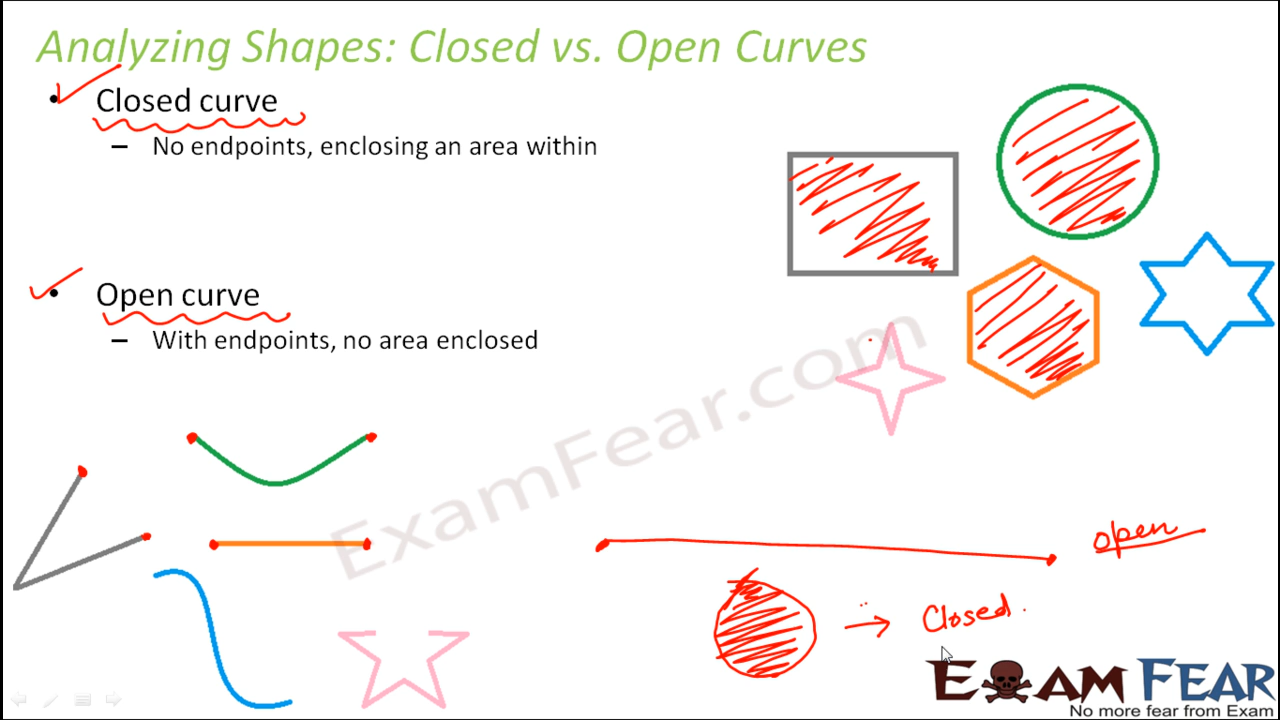 Analyzing Shapes: Closed vs. Open Curves
• Closed curve
– No endpoints, enclosing an area within
• Open curve
– With endpoints, no area enclosed
ExamFear.com
open
→ Closed.
EXAM FEAR
No more fear from Exam